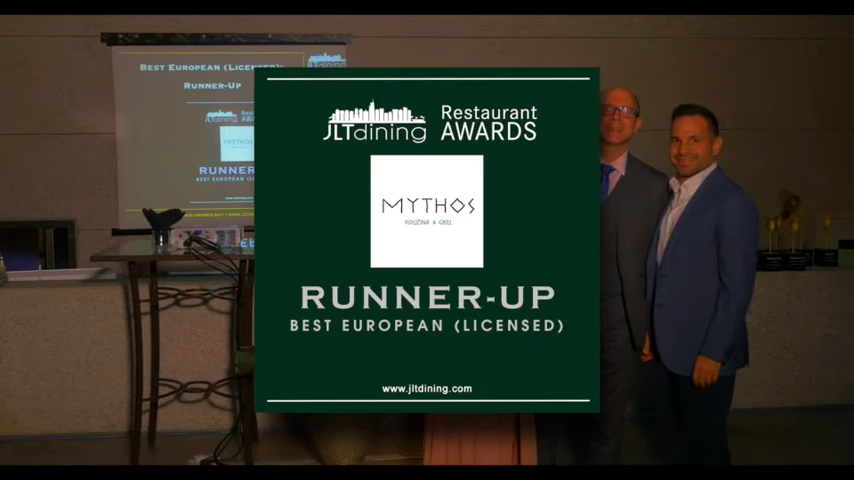 BEST EUROPEAN (LICENSED)
RUNNER-UP
JLTdining
Restaurant
AWARDS
MYTHOS
KOUZINA & GRILL
RUNNER-UP
BEST EUROPEAN (LICENSED)
www.jltdining.com